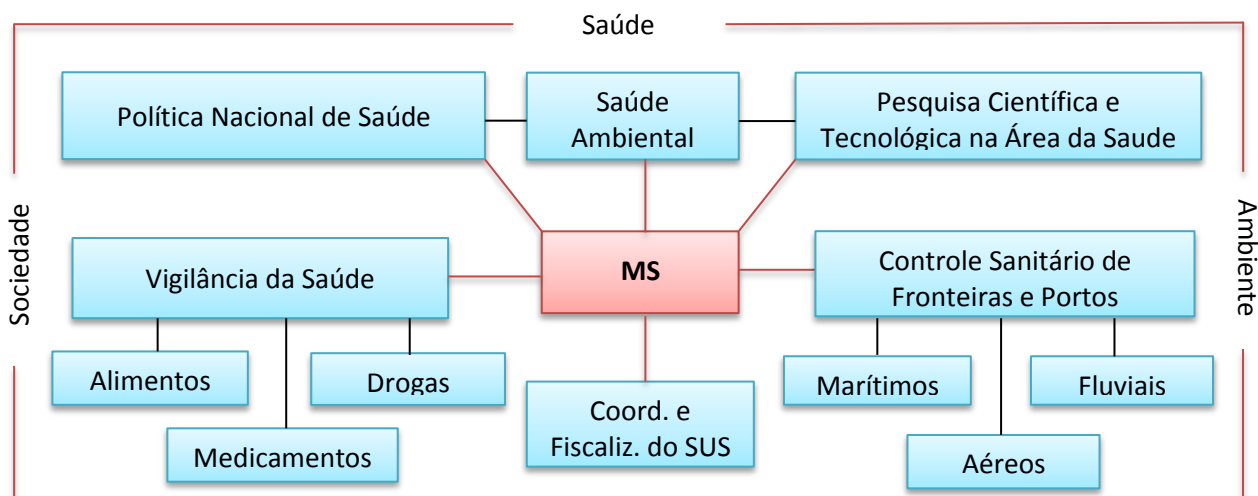 Saúde
Política Nacional de Saúde
Saúde
Ambiental
Pesquisa Científica e
Tecnológica na Área da Saude
Sociedade
Ambiente
Vigilância da Saúde
MS
Controle Sanitário de
Fronteiras e Portos
Alimentos
Drogas
Medicamentos
Coord. e
Fiscaliz. do SUS
Marítimos
Fluviais
Aéreos